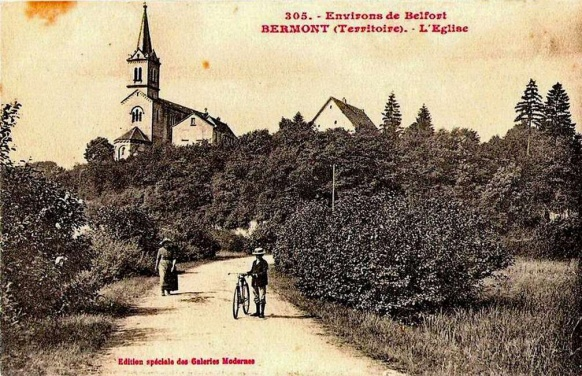 305. - Environs de Belfort
BERMONT (Territoire). - L'Eglise
Edition spéciale des Galeries Modernes